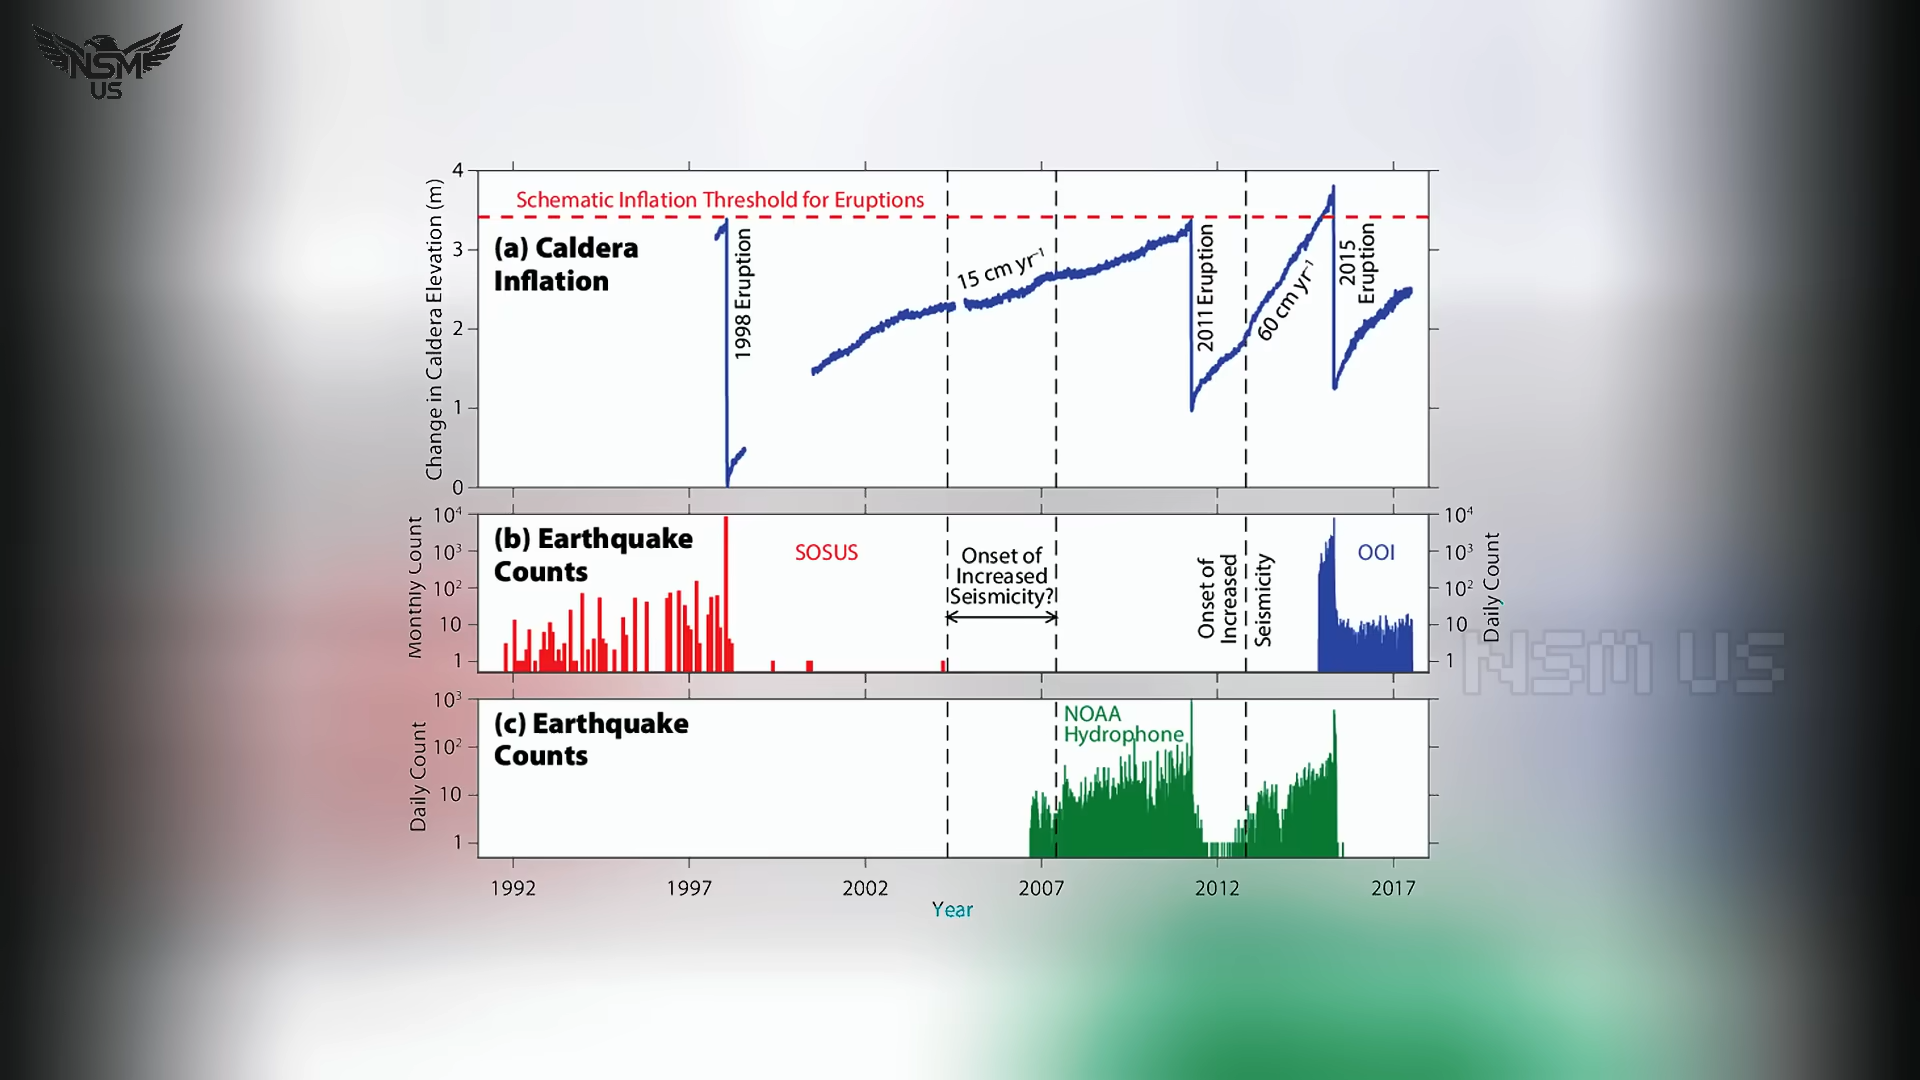 NSM
US
4
3
2
1
0
Change in Caldera Elevation (m)
Schematic Inflation Threshold for Eruptions
(a) Caldera
Inflation
1998 Eruption
15 cm yr⁻¹
2011 Eruption
60 cm yr⁻¹
2015
Eruption
10⁴
10³
10²
10
1
Monthly Count
(b) Earthquake
Counts
SOSUS
Onset of
Increased
Seismicity?
Onset of
Increased
Seismicity
OOI
10⁴
10³
10²
10
1
Daily Count
NSM US
10³
10²
10
1
Daily Count
(c) Earthquake
Counts
NOAA
Hydrophone
1992 1997 2002 2007 2012 2017
Year